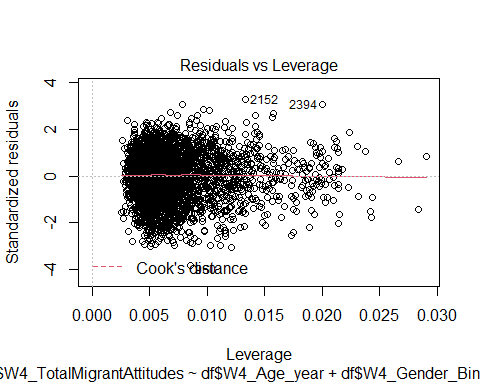 Residuals vs Leverage
Standardized residuals
4
2
0
-2
-4
2152
2394
Cook's distance
0.000 0.005 0.010 0.015 0.020 0.025 0.030
Leverage
$W4_TotalMigrantAttitudes ~ df$W4_Age_year + df$W4_Gender_Bin